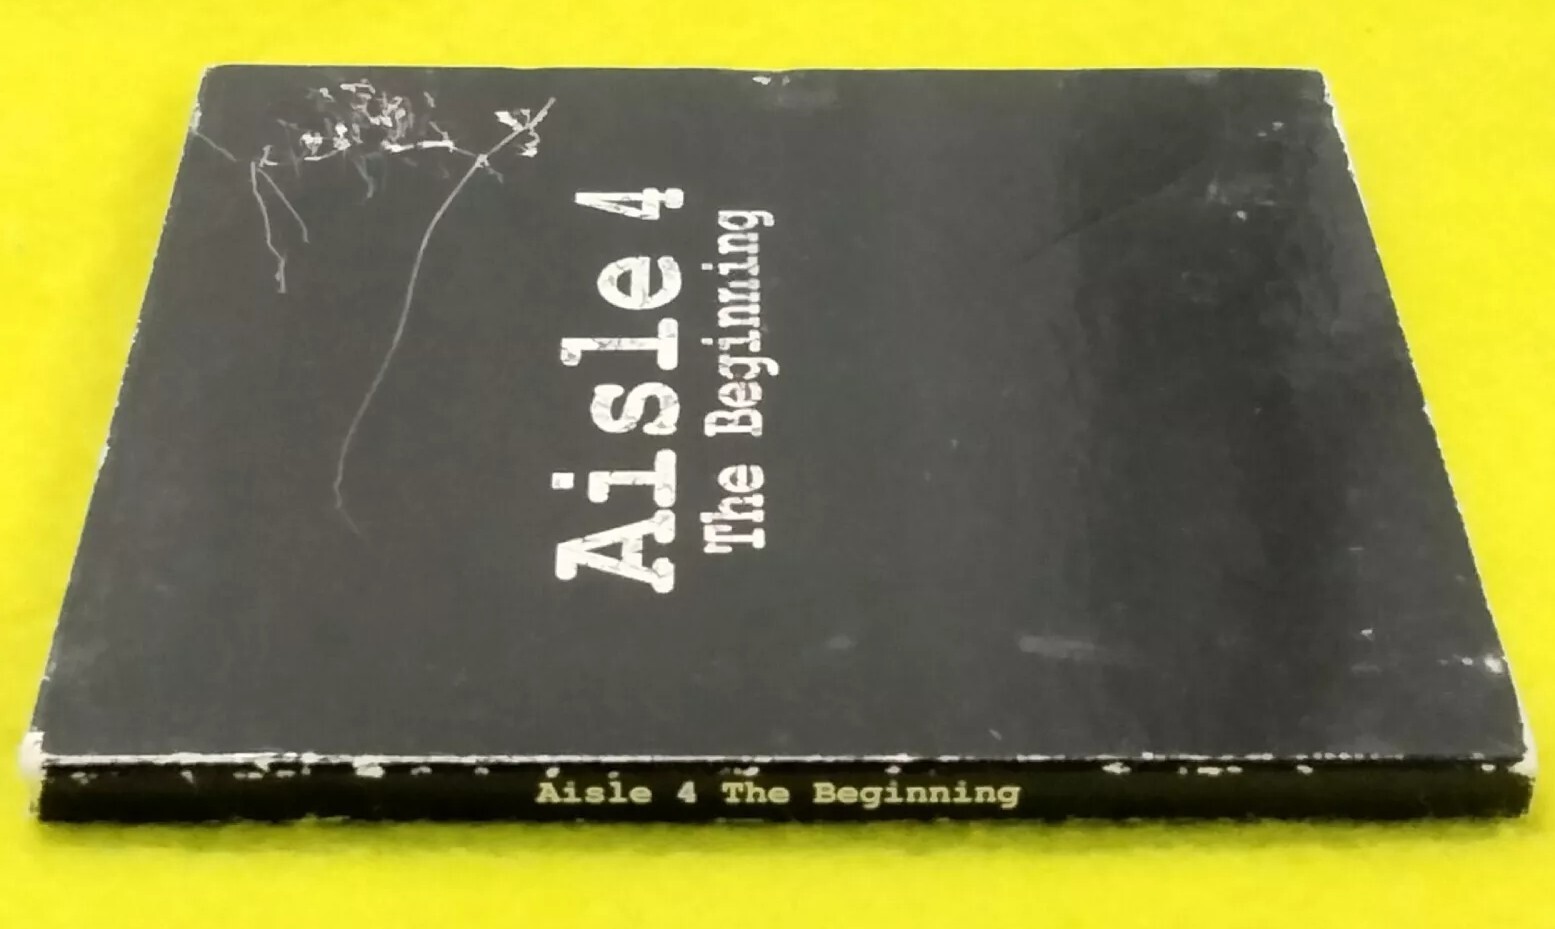 Aisle 4
The Beginning
Aisle 4 The Beginning